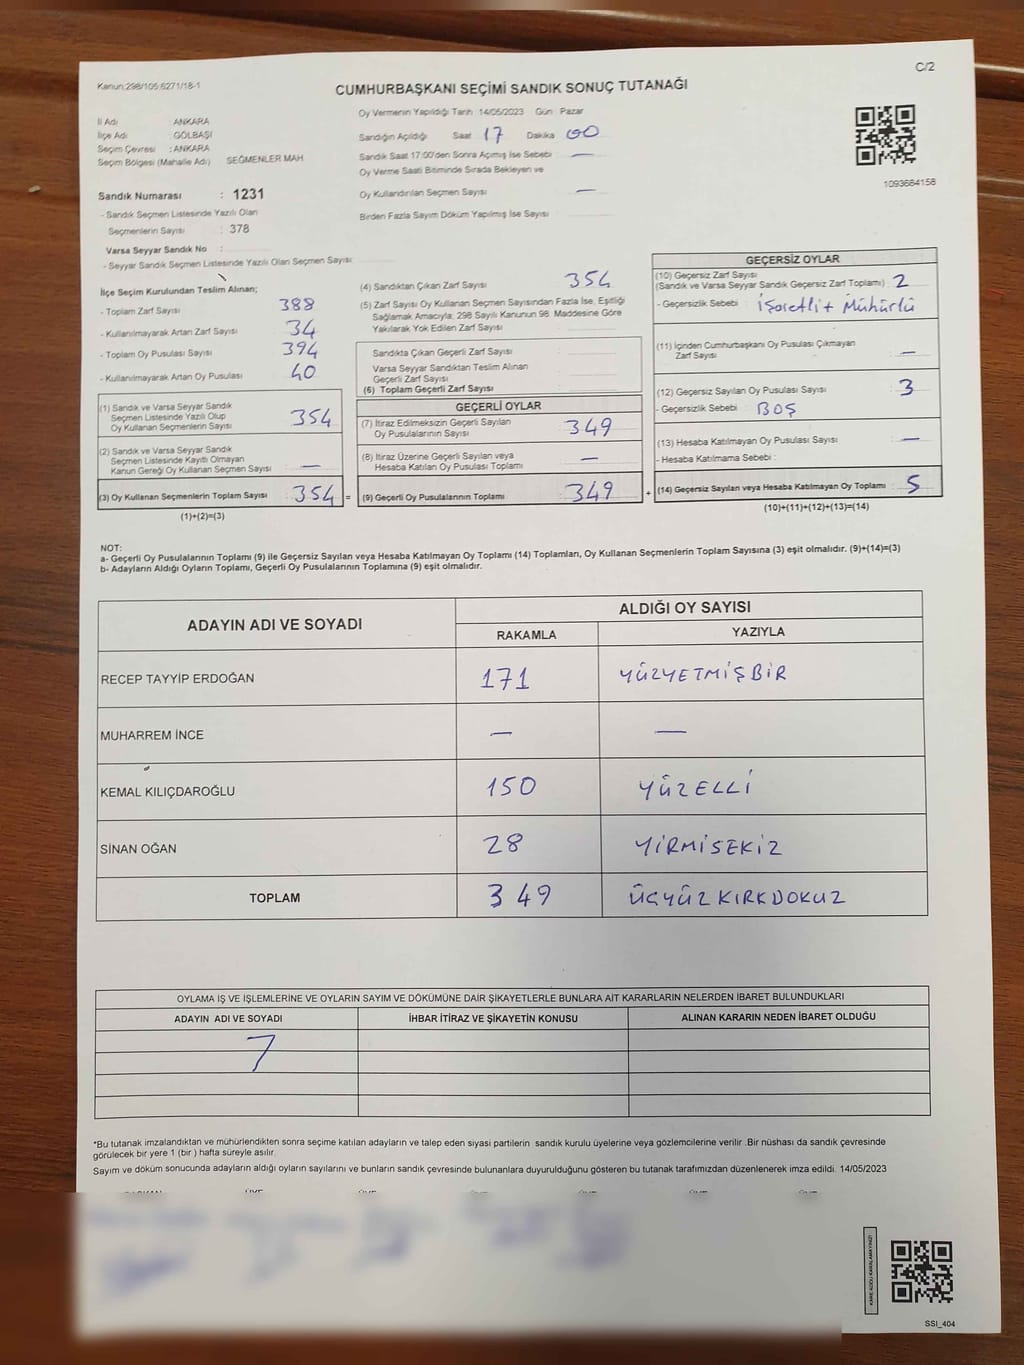 C/2
Kanun:298/105;6271/18-1
CUMHURBAŞKANI SEÇİMİ SANDIK SONUÇ TUTANAĞI
İl Adı ANKARA
İlçe Adı GÖLBAŞI
Seçim Çevresi : ANKARA
Seçim Bölgesi (Mahalle Adı) SEĞMENLER MAH
Sandık Numarası : 1231
- Sandık Seçmen Listesinde Yazılı Olan
Seçmenlerin Sayısı : 378
Varsa Seyyar Sandık No :
- Seyyar Sandık Seçmen Listesinde Yazılı Olan Seçmen Sayısı:
Oy Vermenin Yapıldığı Tarih 14/05/2023 Gün : Pazar
Sandığın Açıldığı Saat 17 Dakika 00
Sandık Saat 17:00'den Sonra Açımış İse Sebebi —
Oy Verme Saati Bitiminde Sırada Bekleyen ve
Oy Kullandırılan Seçmen Sayısı —
Birden Fazla Sayım Döküm Yapılmış İse Sayısı
1093684158
İlçe Seçim Kurulundan Teslim Alınan;
- Toplam Zarf Sayısı 388
- Kullanılmayarak Artan Zarf Sayısı 34
- Toplam Oy Pusulası Sayısı 394
- Kullanılmayarak Artan Oy Pusulası 40
(1) Sandık ve Varsa Seyyar Sandık
Seçmen Listesinde Yazılı Olup
Oy Kullanan Seçmenlerin Sayısı 354
(2) Sandık ve Varsa Seyyar Sandık
Seçmen Listesinde Kayıtlı Olmayan
Kanun Gereği Oy Kullanan Seçmen Sayısı : —
(3) Oy Kullanan Seçmenlerin Toplam Sayısı : 354 =
(1)+(2)=(3)
(4) Sandıktan Çıkan Zarf Sayısı 354
(5) Zarf Sayısı Oy Kullanan Seçmen Sayısından Fazla İse, Eşitliği
Sağlamak Amacıyla; 298 Sayılı Kanunun 98. Maddesine Göre
Yakılarak Yok Edilen Zarf Sayısı :
Sandıkta Çıkan Geçerli Zarf Sayısı :
Varsa Seyyar Sandıktan Teslim Alınan
Geçerli Zarf Sayısı
(6) Toplam Geçerli Zarf Sayısı
GEÇERLİ OYLAR
(7) İtiraz Edilmeksizin Geçerli Sayılan
Oy Pusulalarının Sayısı 349
(8) İtiraz Üzerine Geçerli Sayılan veya
Hesaba Katılan Oy Pusulası Toplamı —
(9) Geçerli Oy Pusulalarının Toplamı 349 +
GEÇERSİZ OYLAR
(10) Geçersiz Zarf Sayısı
(Sandık ve Varsa Seyyar Sandık Geçersiz Zarf Toplamı) 2
- Geçersizlik Sebebi : İşaretli + Mühürlü
(11) İçinden Cumhurbaşkanı Oy Pusulası Çıkmayan
Zarf Sayısı —
(12) Geçersiz Sayılan Oy Pusulası Sayısı 3
- Geçersizlik Sebebi : BOŞ
(13) Hesaba Katılmayan Oy Pusulası Sayısı : —
- Hesaba Katılmama Sebebi :
(14) Geçersiz Sayılan veya Hesaba Katılmayan Oy Toplamı : 5
(10)+(11)+(12)+(13)=(14)
NOT:
a- Geçerli Oy Pusulalarının Toplamı (9) ile Geçersiz Sayılan veya Hesaba Katılmayan Oy Toplamı (14) Toplamları, Oy Kullanan Seçmenlerin Toplam Sayısına (3) eşit olmalıdır. (9)+(14)=(3)
b- Adayların Aldığı Oyların Toplamı, Geçerli Oy Pusulalarının Toplamına (9) eşit olmalıdır.
ADAYIN ADI VE SOYADI
ALDIĞI OY SAYISI
RAKAMLA YAZIYLA
RECEP TAYYİP ERDOĞAN 171 YÜZYETMİŞBİR
MUHARREM İNCE — —
KEMAL KILIÇDAROĞLU 150 YÜZELLİ
SİNAN OĞAN 28 YİRMİSEKİZ
TOPLAM 349 ÜÇYÜZKIRKDOKUZ
OYLAMA İŞ VE İŞLEMLERİNE VE OYLARIN SAYIM VE DÖKÜMÜNE DAİR ŞİKAYETLERLE BUNLARA AİT KARARLARIN NELERDEN İBARET BULUNDUKLARI
ADAYIN ADI VE SOYADI İHBAR İTİRAZ VE ŞİKAYETİN KONUSU ALINAN KARARIN NEDEN İBARET OLDUĞU
7
*Bu tutanak imzalandıktan ve mühürlendikten sonra seçime katılan adayların ve talep eden siyasi partilerin sandık kurulu üyelerine veya gözlemcilerine verilir .Bir nüshası da sandık çevresinde
görülecek bir yere 1 (bir ) hafta süreyle asılır.
Sayım ve döküm sonucunda adayların aldığı oyların sayılarını ve bunların sandık çevresinde bulunanlara duyurulduğunu gösteren bu tutanak tarafımızdan düzenlenerek imza edildi. 14/05/2023
SSI_404